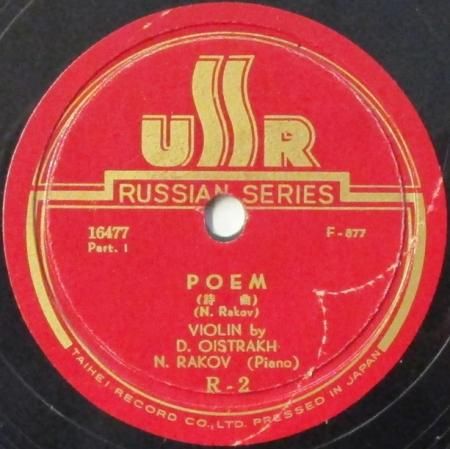 USSR
RUSSIAN SERIES
16477
Part. 1
F-877
POEM
(詩曲)
(N. Rakov)
VIOLIN by
D. OISTRAKH
N. RAKOV (Piano)
R-2
TAIHEI RECORD CO., LTD. PRESSED IN JAPAN